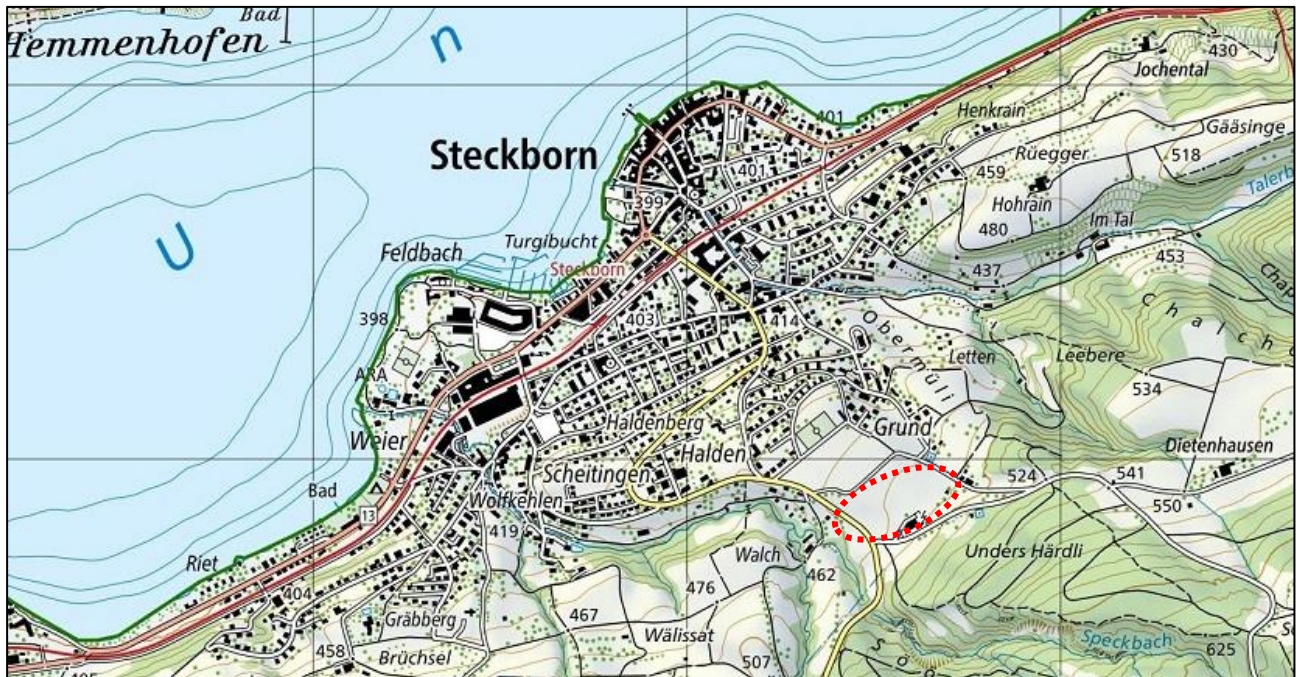 Bad
Hemmenhofen
n
430
Jochental
Steckborn
401
Henkrain
Gääsinge
Rüegger
518
401
459
Talerb
Hohrain
399
480
Im Tal
U
Turgibucht
Feldbach
Steckborn
437
453
Chap
398
403
414
Obermüli
Chalch
Letten
Leebere
ARA
534
Haldenberg
Grund
Weier
Halden
Dietenhausen
Scheitingen
524
541
Bad
Wolfkehlen
550
13
419
Walch
Unders Härdli
Riet
462
476
404
467
Gräbberg
Speckbach
Wälissat
458
625
Brüchsel
507
S o